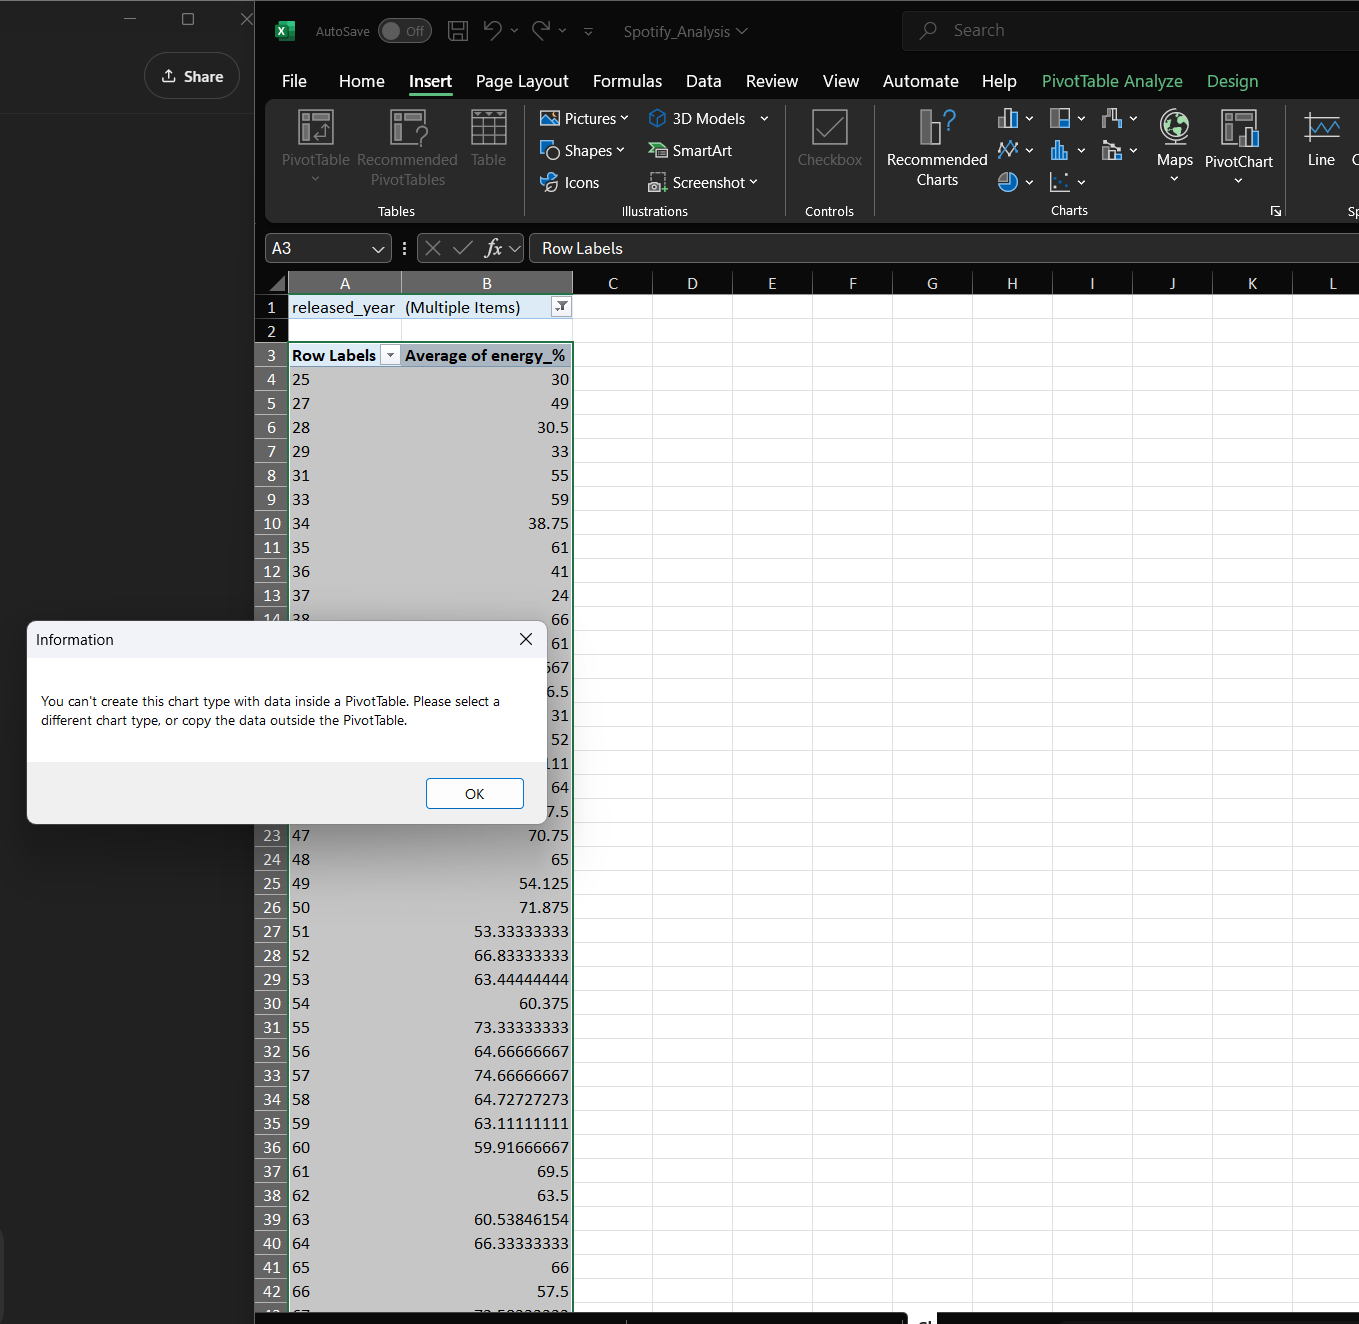 AutoSave Off Spotify_Analysis Search
Share
File Home Insert Page Layout Formulas Data Review View Automate Help PivotTable Analyze Design
PivotTable Recommended PivotTables Table
Tables
Pictures 3D Models
Shapes SmartArt
Icons Screenshot
Illustrations
Checkbox
Controls
Recommended Charts
Maps PivotChart
Charts
Line
A3 fx Row Labels
A B C D E F G H I J K L
1 released_year (Multiple Items)
2
3 Row Labels Average of energy_%
4 25 30
5 27 49
6 28 30.5
7 29 33
8 31 55
9 33 59
10 34 38.75
11 35 61
12 36 41
13 37 24
14 38 66
Information
61
You can't create this chart type with data inside a PivotTable. Please select a
different chart type, or copy the data outside the PivotTable.
31
52
64
OK
23 47 70.75
24 48 65
25 49 54.125
26 50 71.875
27 51 53.33333333
28 52 66.83333333
29 53 63.44444444
30 54 60.375
31 55 73.33333333
32 56 64.66666667
33 57 74.66666667
34 58 64.72727273
35 59 63.11111111
36 60 59.91666667
37 61 69.5
38 62 63.5
39 63 60.53846154
40 64 66.33333333
41 65 66
42 66 57.5